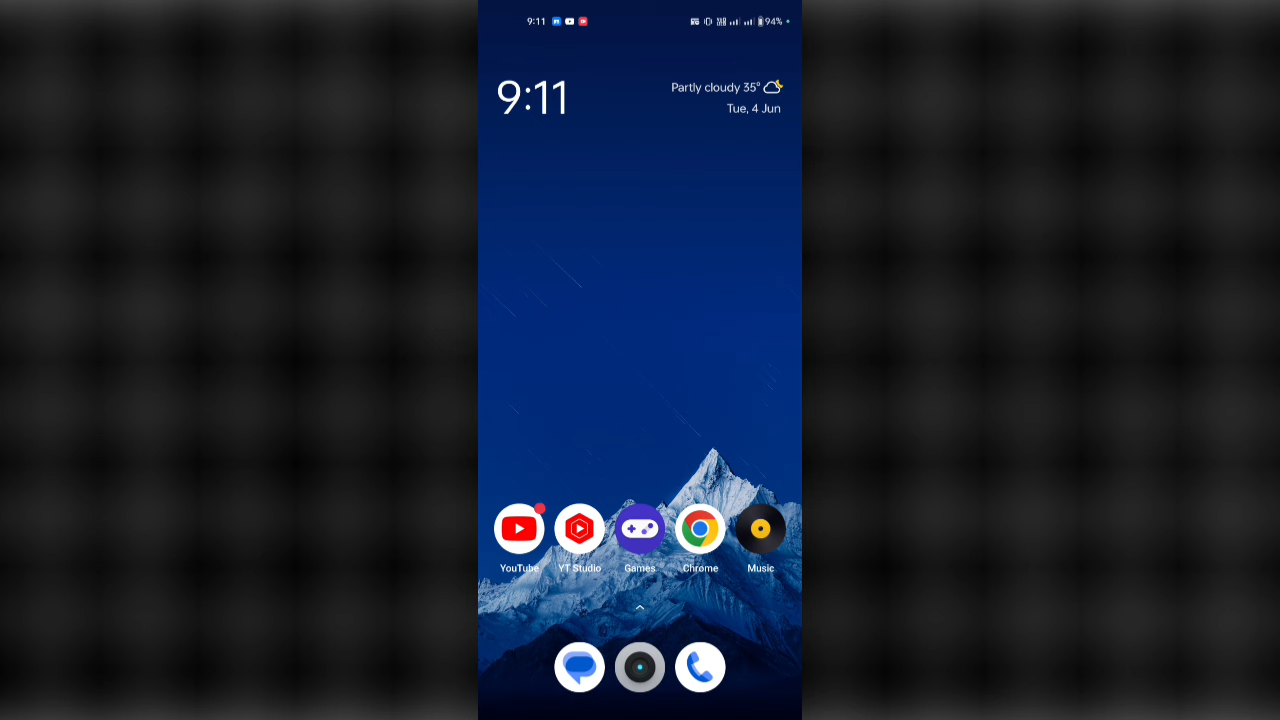 9:11
94%
9:11
Partly cloudy 35°
Tue, 4 Jun
YouTube
YT Studio
Games
Chrome
Music